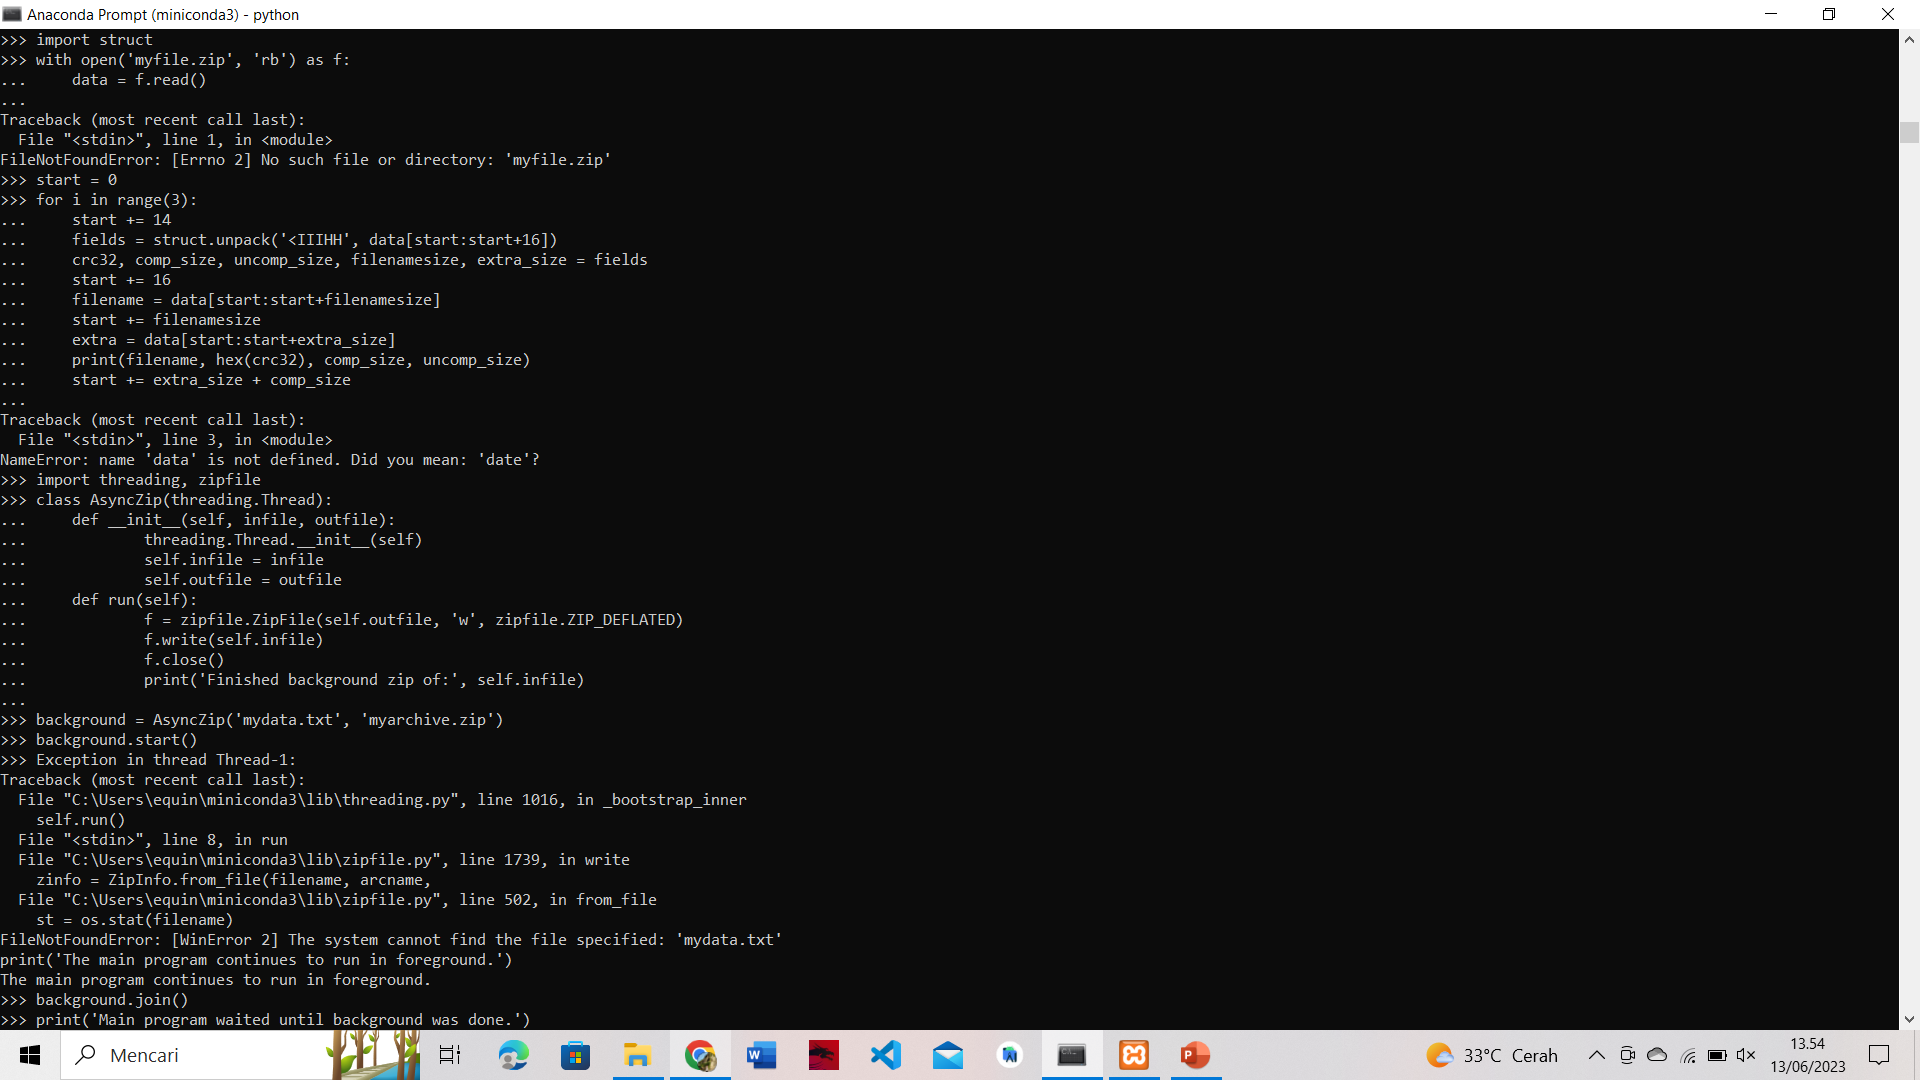 Anaconda Prompt (miniconda3) - python
>>> import struct
>>> with open('myfile.zip', 'rb') as f:
...     data = f.read()
...
Traceback (most recent call last):
  File "<stdin>", line 1, in <module>
FileNotFoundError: [Errno 2] No such file or directory: 'myfile.zip'
>>> start = 0
>>> for i in range(3):
...     start += 14
...     fields = struct.unpack('<IIIHH', data[start:start+16])
...     crc32, comp_size, uncomp_size, filenamesize, extra_size = fields
...     start += 16
...     filename = data[start:start+filenamesize]
...     start += filenamesize
...     extra = data[start:start+extra_size]
...     print(filename, hex(crc32), comp_size, uncomp_size)
...     start += extra_size + comp_size
...
Traceback (most recent call last):
  File "<stdin>", line 3, in <module>
NameError: name 'data' is not defined. Did you mean: 'date'?
>>> import threading, zipfile
>>> class AsyncZip(threading.Thread):
...     def __init__(self, infile, outfile):
...             threading.Thread.__init__(self)
...             self.infile = infile
...             self.outfile = outfile
...     def run(self):
...             f = zipfile.ZipFile(self.outfile, 'w', zipfile.ZIP_DEFLATED)
...             f.write(self.infile)
...             f.close()
...             print('Finished background zip of:', self.infile)
...
>>> background = AsyncZip('mydata.txt', 'myarchive.zip')
>>> background.start()
>>> Exception in thread Thread-1:
Traceback (most recent call last):
  File "C:\Users\equin\miniconda3\lib\threading.py", line 1016, in _bootstrap_inner
    self.run()
  File "<stdin>", line 8, in run
  File "C:\Users\equin\miniconda3\lib\zipfile.py", line 1739, in write
    zinfo = ZipInfo.from_file(filename, arcname,
  File "C:\Users\equin\miniconda3\lib\zipfile.py", line 502, in from_file
    st = os.stat(filename)
FileNotFoundError: [WinError 2] The system cannot find the file specified: 'mydata.txt'
print('The main program continues to run in foreground.')
The main program continues to run in foreground.
>>> background.join()
>>> print('Main program waited until background was done.')
Mencari
33°C Cerah
13.54
13/06/2023